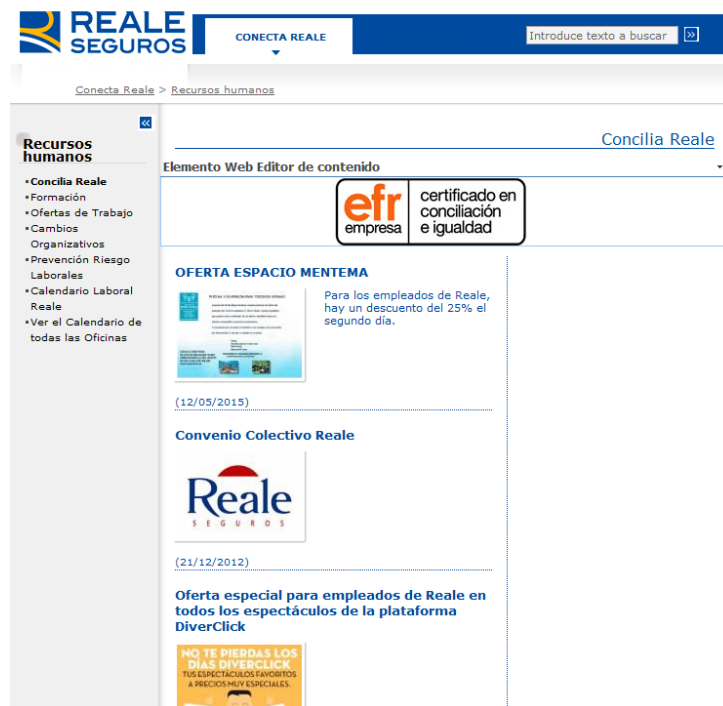 REALE
SEGUROS
CONECTA REALE
Introduce texto a buscar
Conecta Reale > Recursos humanos
Recursos
humanos
Concilia Reale
Formación
Ofertas de Trabajo
Cambios
Organizativos
Prevención Riesgo
Laborales
Calendario Laboral
Reale
Ver el Calendario de
todas las Oficinas
Concilia Reale
Elemento Web Editor de contenido
efr
empresa
certificado en
conciliación
e igualdad
OFERTA ESPACIO MENTEMA
Para los empleados de Reale,
hay un descuento del 25% el
segundo día.
(12/05/2015)
Convenio Colectivo Reale
Reale
SEGUROS
(21/12/2012)
Oferta especial para empleados de Reale en
todos los espectáculos de la plataforma
DiverClick
NO TE PIERDAS LOS
DÍAS DIVERCLICK
TUS ESPECTACULOS FAVORITOS
A PRECIOS MUY ESPECIALES.